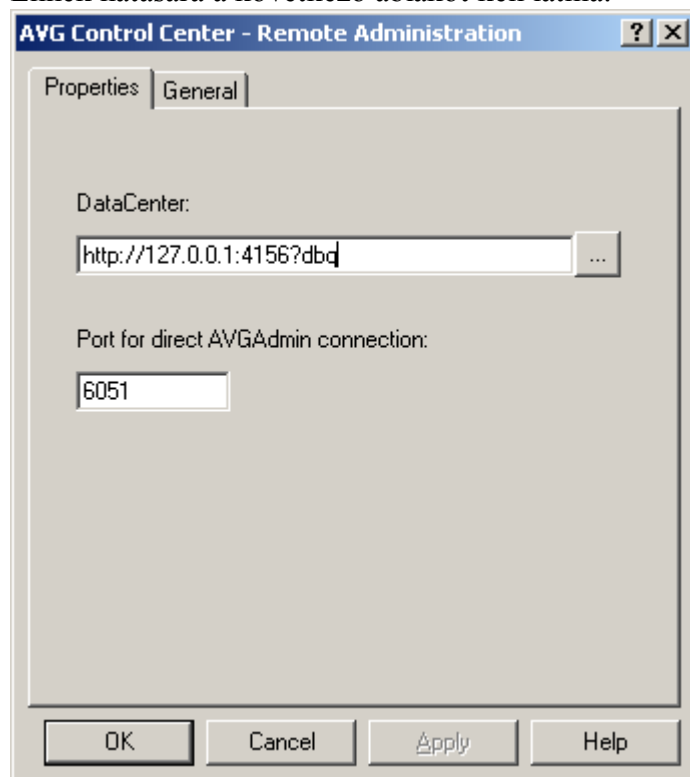 AVG Control Center - Remote Administration
Properties General
DataCenter:
http://127.0.0.1:4156?dbq ...
Port for direct AVGAdmin connection:
6051
OK Cancel Apply Help